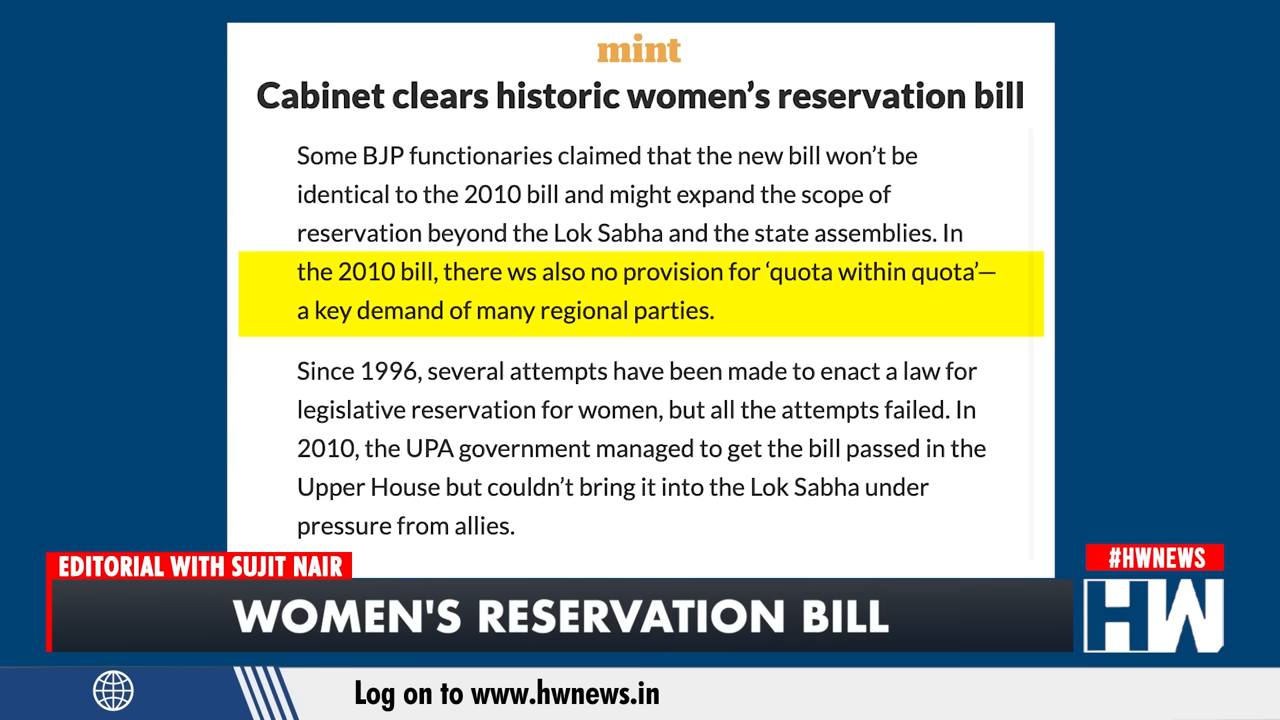 mint
Cabinet clears historic women’s reservation bill
Some BJP functionaries claimed that the new bill won’t be
identical to the 2010 bill and might expand the scope of
reservation beyond the Lok Sabha and the state assemblies. In
the 2010 bill, there ws also no provision for ‘quota within quota’—
a key demand of many regional parties.
Since 1996, several attempts have been made to enact a law for
legislative reservation for women, but all the attempts failed. In
2010, the UPA government managed to get the bill passed in the
Upper House but couldn’t bring it into the Lok Sabha under
pressure from allies.
EDITORIAL WITH SUJIT NAIR
WOMEN'S RESERVATION BILL
#HWNEWS
HW
Log on to www.hwnews.in